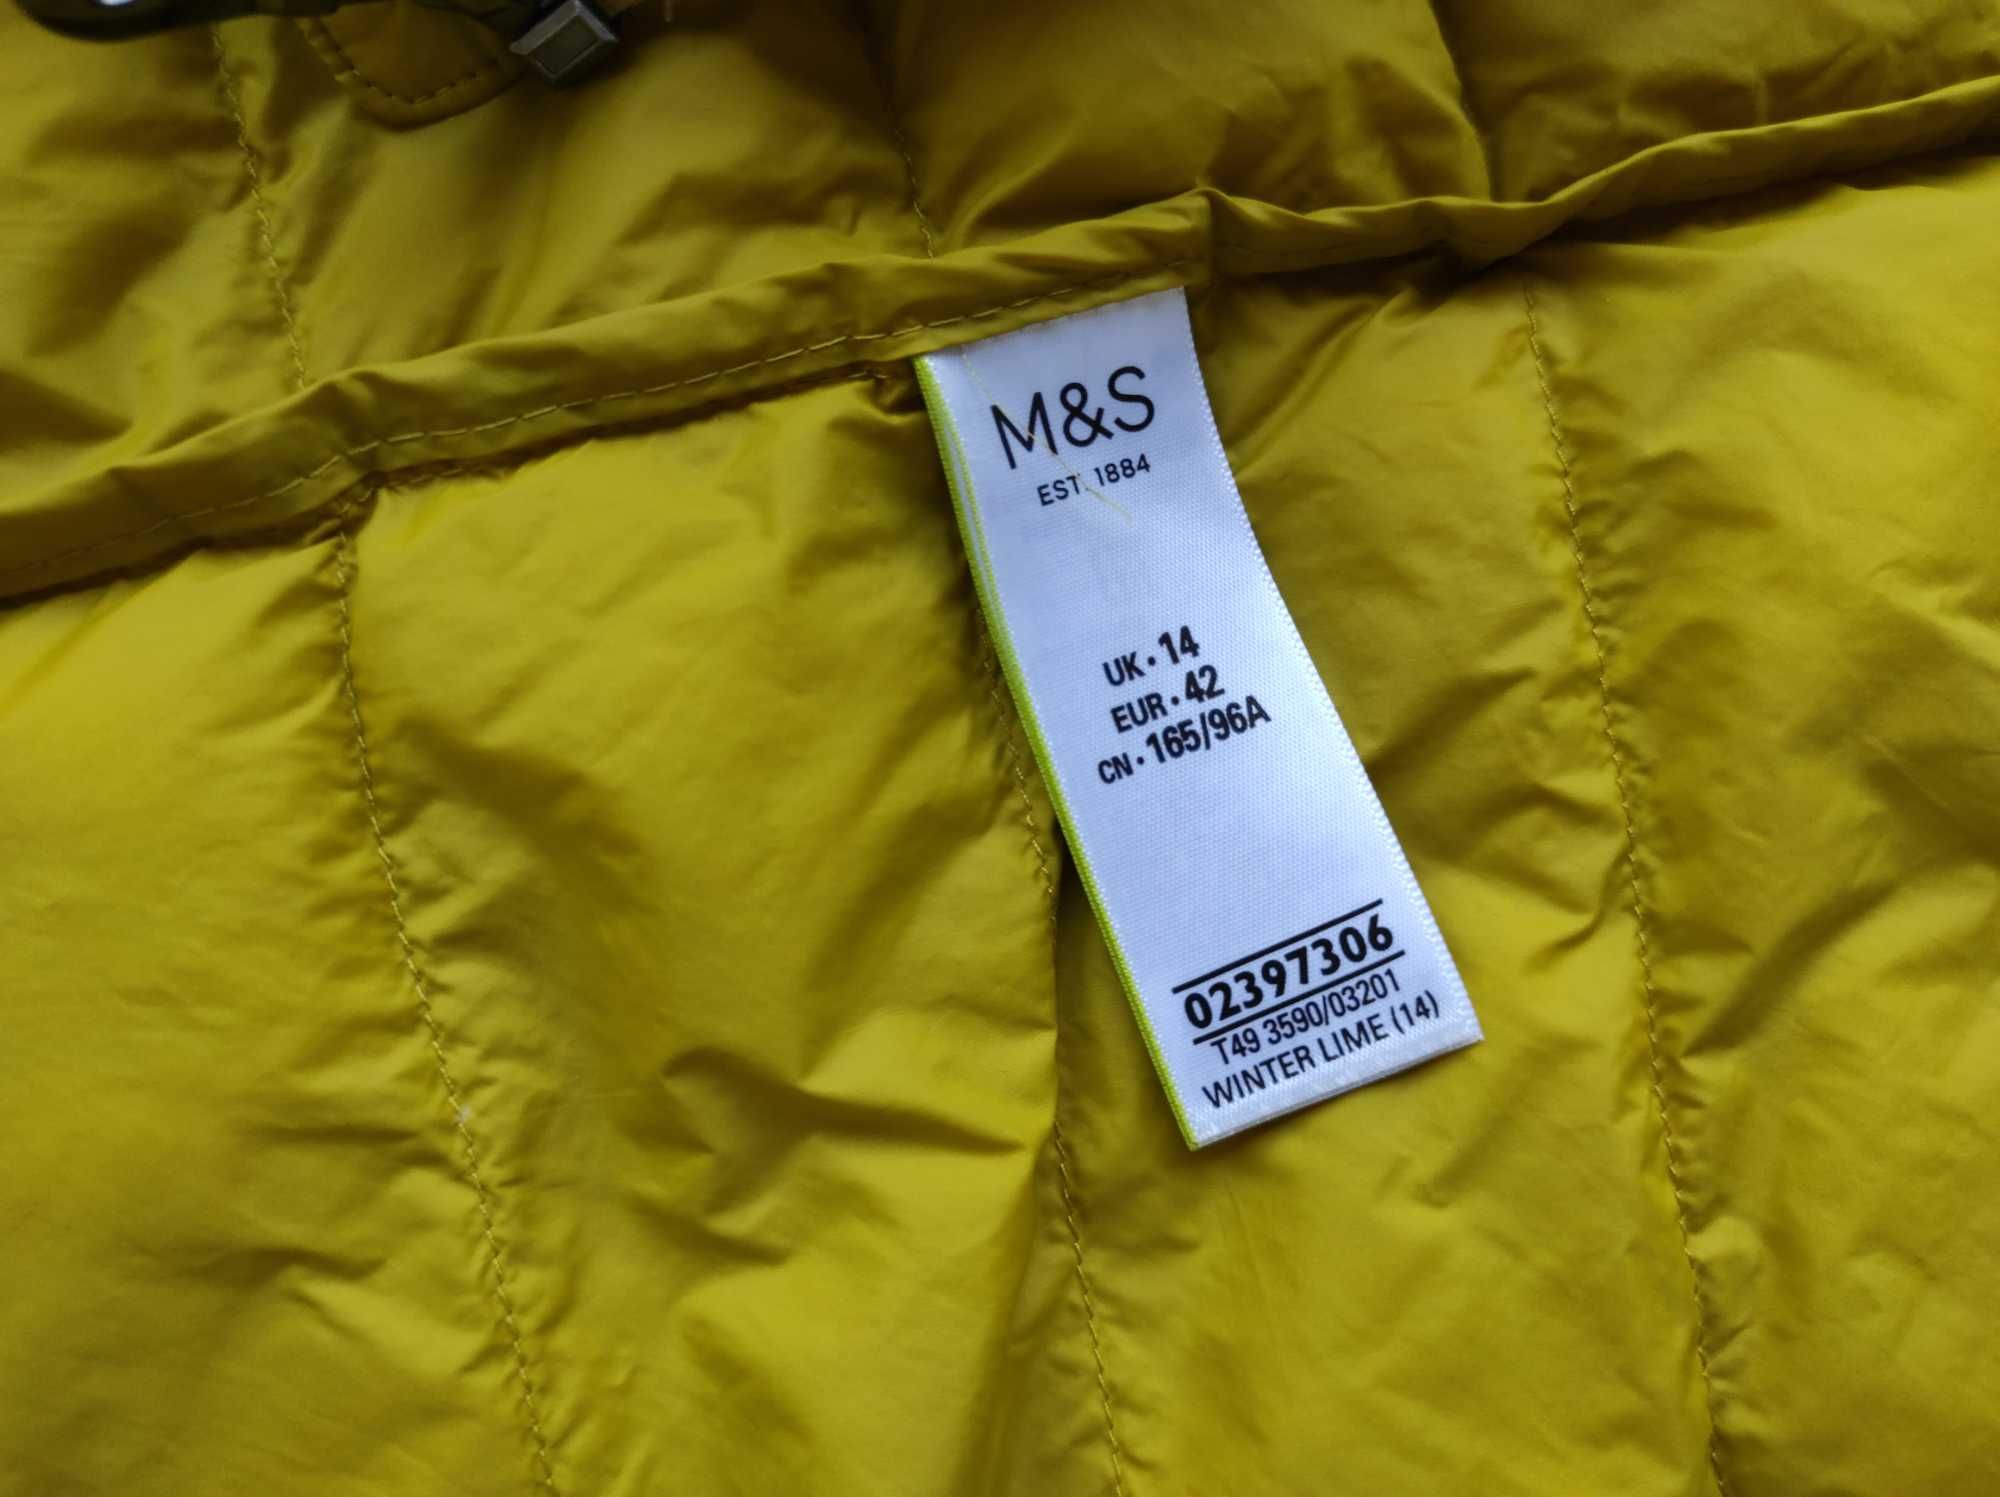 M&S
EST. 1884
UK · 14
EUR · 42
CN · 165/96A
02397306
T49 3590/03201
WINTER LIME (14)